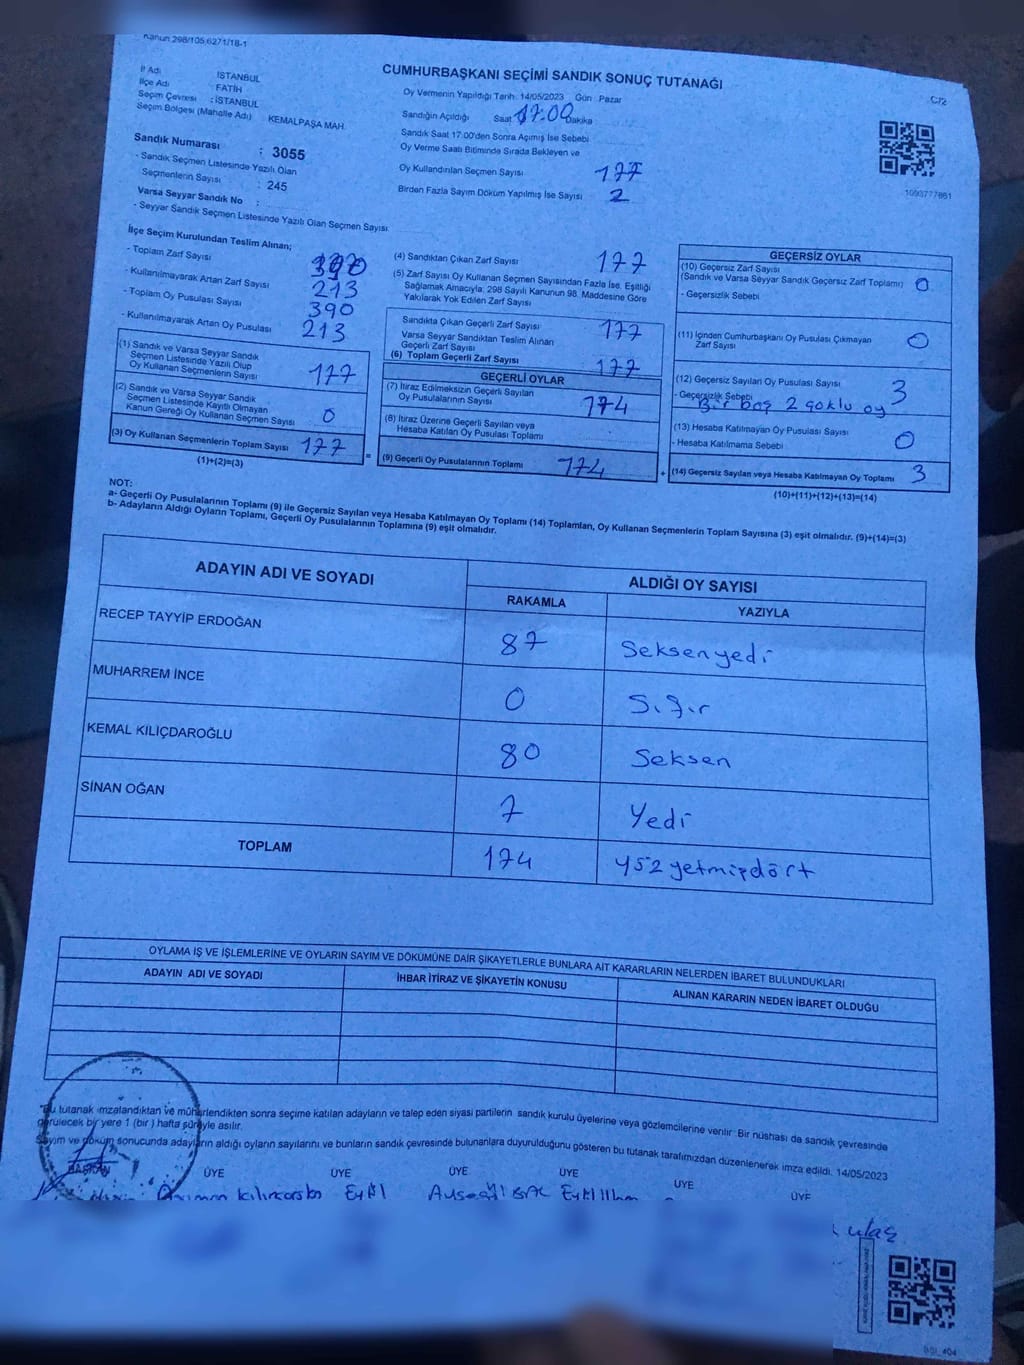 Kanun 298/105,6271/18-1
CUMHURBAŞKANI SEÇİMİ SANDIK SONUÇ TUTANAĞI
C/2
İl Adı : İSTANBUL
İlçe Adı : FATİH
Seçim Çevresi : İSTANBUL
Seçim Bölgesi (Mahalle Adı) KEMALPAŞA MAH.
Sandık Numarası : 3055
- Sandık Seçmen Listesinde Yazılı Olan
Seçmenlerin Sayısı : 245
Varsa Seyyar Sandık No :
- Seyyar Sandık Seçmen Listesinde Yazılı Olan Seçmen Sayısı:
Oy Vermenin Yapıldığı Tarih: 14/05/2023 Gün: Pazar
Sandığın Açıldığı Saat 17:00 Dakika
Sandık Saat 17:00'den Sonra Açılmış İse Sebebi
Oy Verme Saati Bitiminde Sırada Bekleyen ve
Oy Kullandırılan Seçmen Sayısı 177
Birden Fazla Sayım Döküm Yapılmış İse Sayısı 2
1093777861
İlçe Seçim Kurulundan Teslim Alınan;
- Toplam Zarf Sayısı 390
- Kullanılmayarak Artan Zarf Sayısı 213
- Toplam Oy Pusulası Sayısı 390
- Kullanılmayarak Artan Oy Pusulası 213
(1) Sandık ve Varsa Seyyar Sandık
Seçmen Listesinde Yazılı Olup
Oy Kullanan Seçmenlerin Sayısı 177
(2) Sandık ve Varsa Seyyar Sandık
Seçmen Listesinde Kayıtlı Olmayan
Kanun Gereği Oy Kullanan Seçmen Sayısı 0
(3) Oy Kullanan Seçmenlerin Toplam Sayısı 177
(1)+(2)=(3)
(4) Sandıktan Çıkan Zarf Sayısı 177
(5) Zarf Sayısı Oy Kullanan Seçmen Sayısından Fazla İse, Eşitliği
Sağlamak Amacıyla; 298 Sayılı Kanunun 98. Maddesine Göre
Yakılarak Yok Edilen Zarf Sayısı
Sandıkta Çıkan Geçerli Zarf Sayısı 177
Varsa Seyyar Sandıktan Teslim Alınan
Geçerli Zarf Sayısı
(6) Toplam Geçerli Zarf Sayısı 177
GEÇERLİ OYLAR
(7) İtiraz Edilmeksizin Geçerli Sayılan
Oy Pusulalarının Sayısı 174
(8) İtiraz Üzerine Geçerli Sayılan veya
Hesaba Katılan Oy Pusulası Toplamı
= (9) Geçerli Oy Pusulalarının Toplamı 174
GEÇERSİZ OYLAR
(10) Geçersiz Zarf Sayısı
(Sandık ve Varsa Seyyar Sandık Geçersiz Zarf Toplamı) 0
- Geçersizlik Sebebi
(11) İçinden Cumhurbaşkanı Oy Pusulası Çıkmayan
Zarf Sayısı 0
(12) Geçersiz Sayılan Oy Pusulası Sayısı 3
- Geçersizlik Sebebi
Bir boş 2 çoklu oy
(13) Hesaba Katılmayan Oy Pusulası Sayısı 0
- Hesaba Katılmama Sebebi
+ (14) Geçersiz Sayılan veya Hesaba Katılmayan Oy Toplamı 3
(10)+(11)+(12)+(13)=(14)
NOT:
a- Geçerli Oy Pusulalarının Toplamı (9) ile Geçersiz Sayılan veya Hesaba Katılmayan Oy Toplamı (14) Toplamları, Oy Kullanan Seçmenlerin Toplam Sayısına (3) eşit olmalıdır. (9)+(14)=(3)
b- Adayların Aldığı Oyların Toplamı, Geçerli Oy Pusulalarının Toplamına (9) eşit olmalıdır.
ADAYIN ADI VE SOYADI
ALDIĞI OY SAYISI
RAKAMLA YAZIYLA
RECEP TAYYİP ERDOĞAN 87 Seksenyedi
MUHARREM İNCE 0 Sıfır
KEMAL KILIÇDAROĞLU 80 Seksen
SİNAN OĞAN 7 Yedi
TOPLAM 174 yüzyetmişdört
OYLAMA İŞ VE İŞLEMLERİNE VE OYLARIN SAYIM VE DÖKÜMÜNE DAİR ŞİKAYETLERLE BUNLARA AİT KARARLARIN NELERDEN İBARET BULUNDUKLARI
ADAYIN ADI VE SOYADI İHBAR İTİRAZ VE ŞİKAYETİN KONUSU ALINAN KARARIN NEDEN İBARET OLDUĞU
"Bu tutanak imzalandıktan ve mühürlendikten sonra seçime katılan adayların ve talep eden siyasi partilerin sandık kurulu üyelerine veya gözlemcilerine verilir. Bir nüshası da sandık çevresinde
görülecek bir yere 1 (bir) hafta süreyle asılır.
Sayım ve döküm sonucunda adayların aldığı oyların sayılarını ve bunların sandık çevresinde bulunanlara duyurulduğunu gösteren bu tutanak tarafımızdan düzenlenerek imza edildi. 14/05/2023
BAŞKAN ÜYE ÜYE ÜYE ÜYE ÜYE ÜYE
ulaş